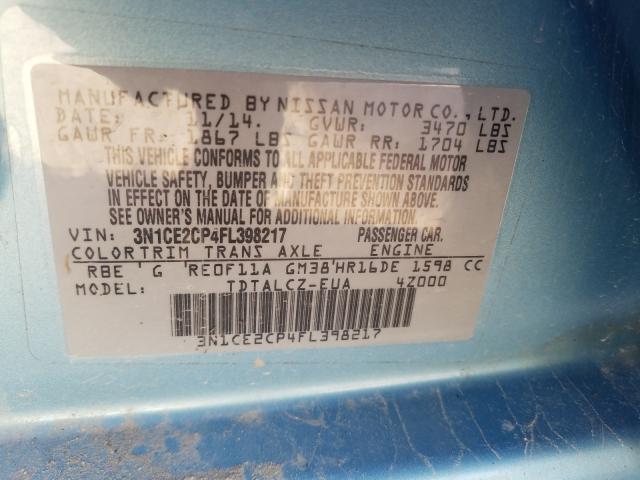 MANUFACTURED BY NISSAN MOTOR CO., LTD.
DATE: 11/14. GVWR: 3470 LBS
GAWR FR: 1867 LBS GAWR RR: 1704 LBS
THIS VEHICLE CONFORMS TO ALL APPLICABLE FEDERAL MOTOR
VEHICLE SAFETY, BUMPER AND THEFT PREVENTION STANDARDS
IN EFFECT ON THE DATE OF MANUFACTURE SHOWN ABOVE.
SEE OWNER'S MANUAL FOR ADDITIONAL INFORMATION.
VIN: 3N1CE2CP4FL398217 PASSENGER CAR.
COLOR TRIM TRANS AXLE ENGINE
RBE G RE0F11A GM38 HR16DE 1598 CC
MODEL: TDTALCZ-EUA 4Z000
3N1CE2CP4FL398217